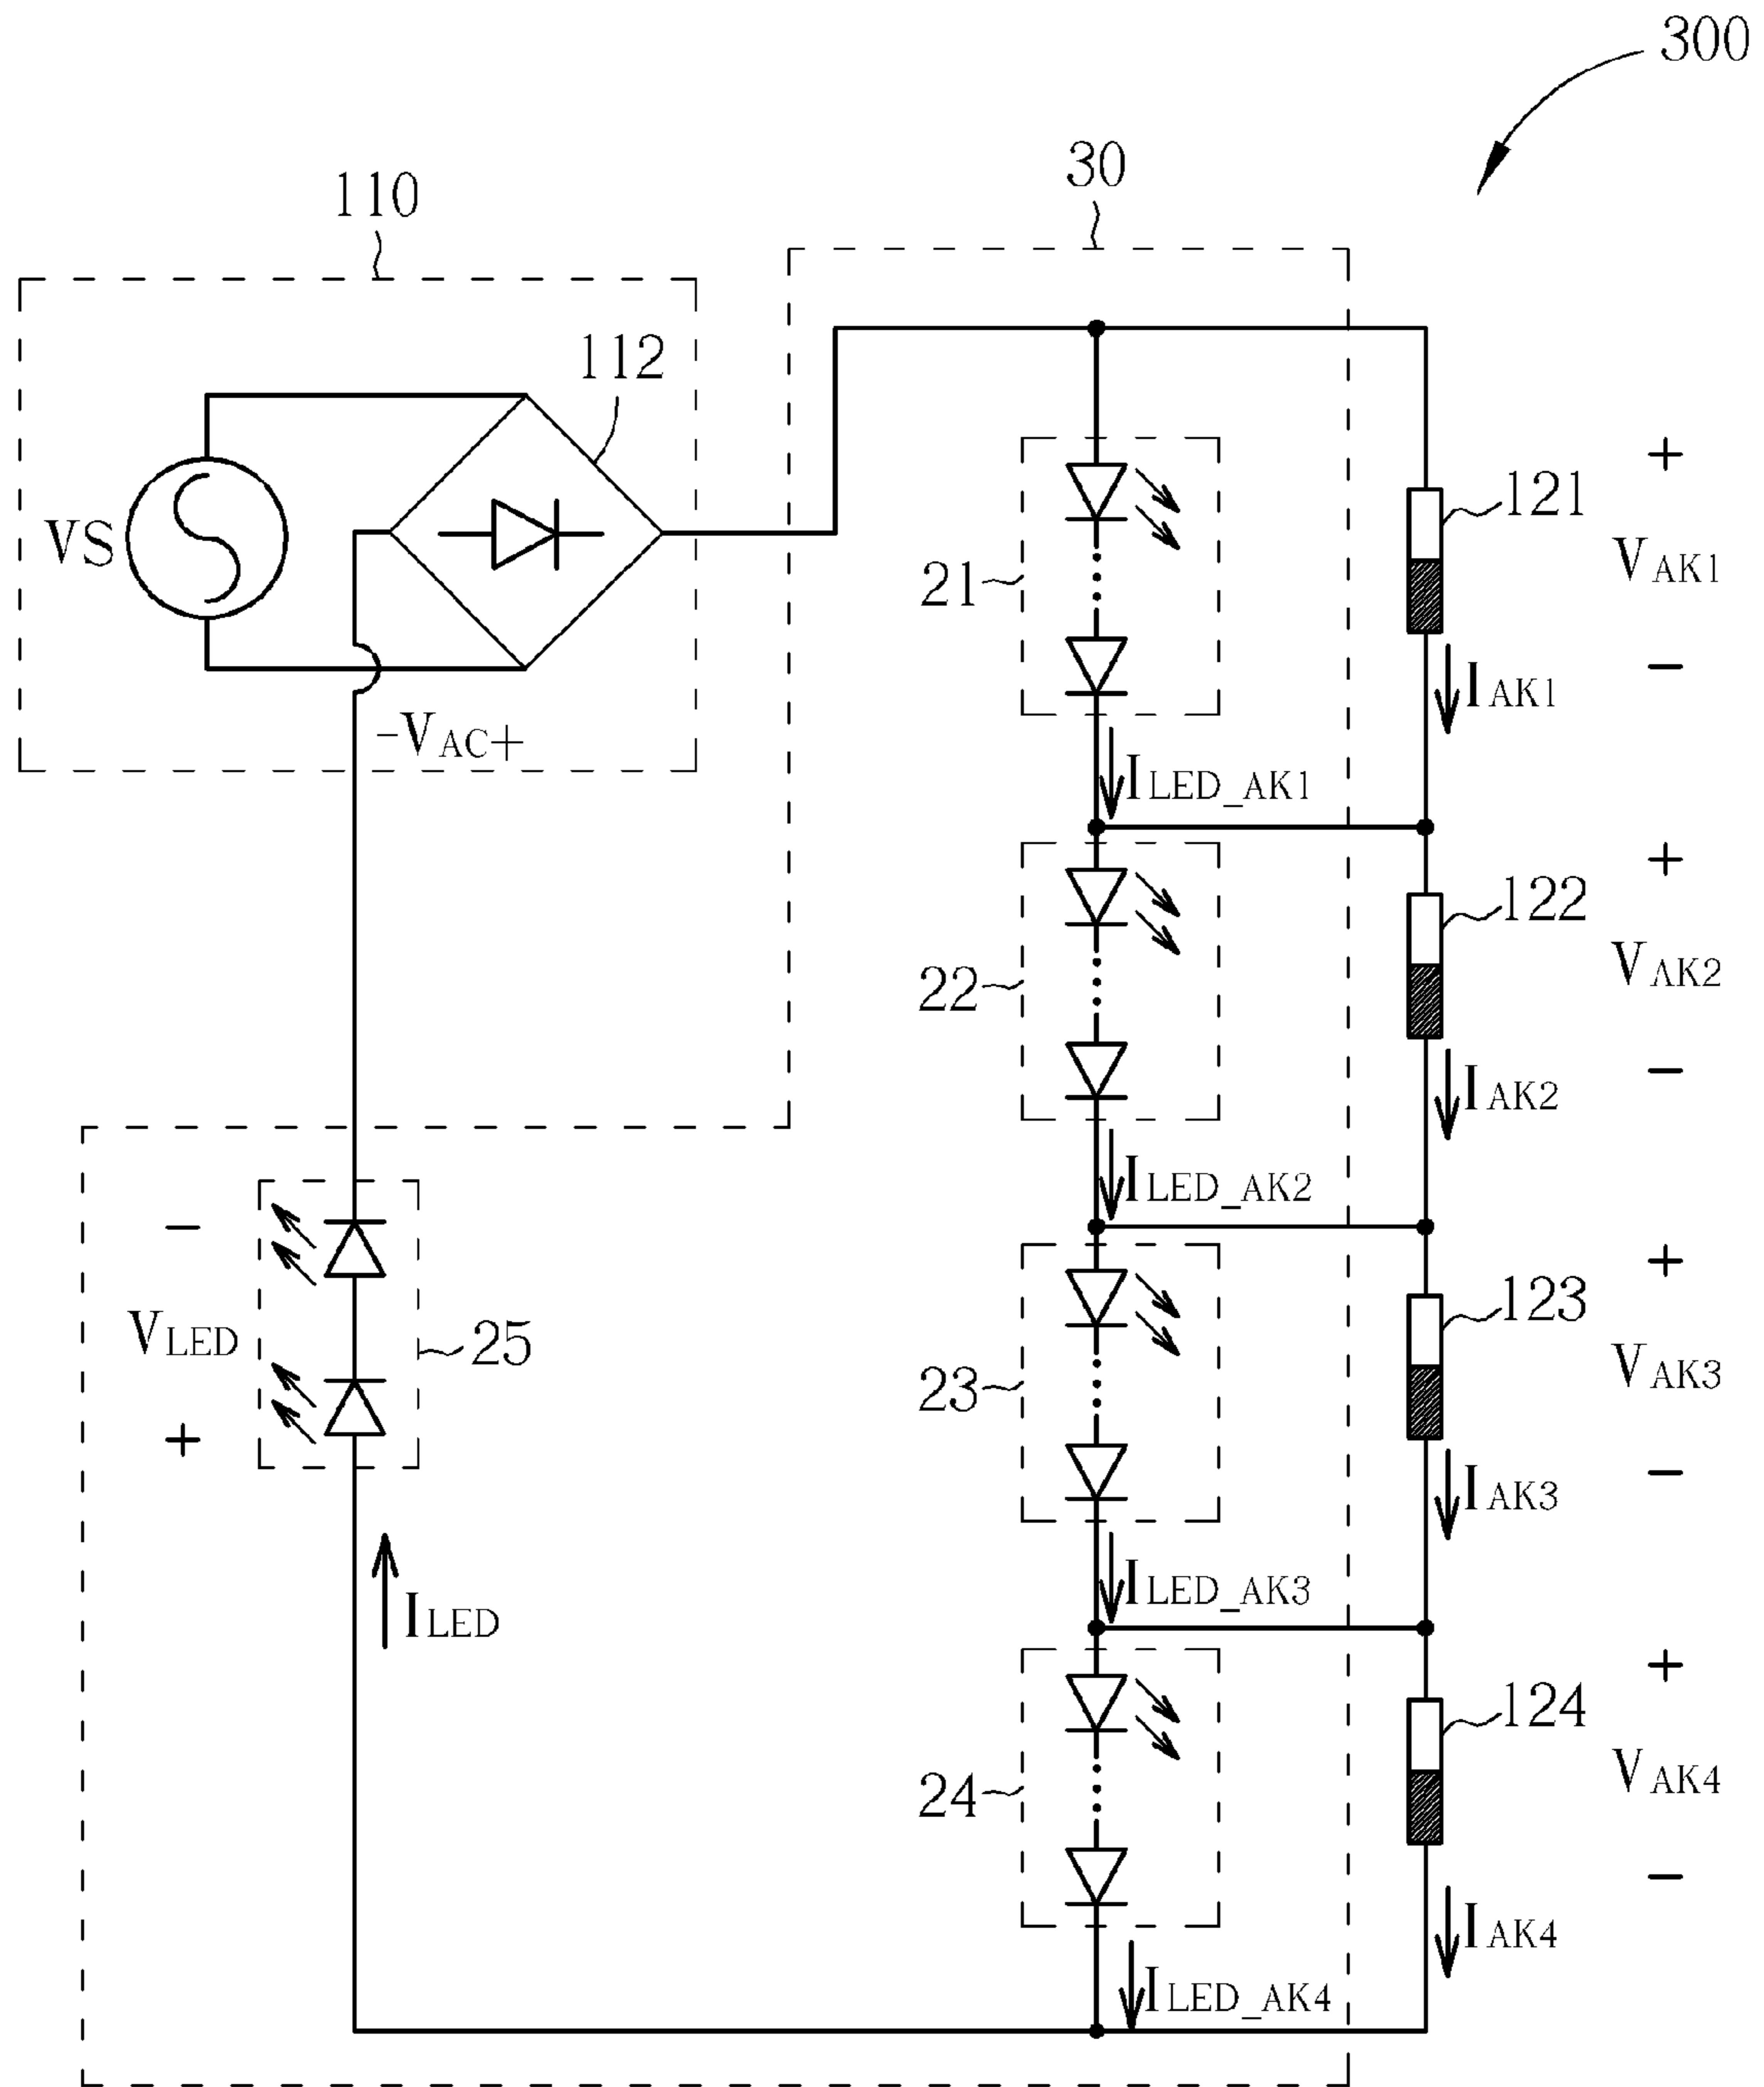 300
30
110
112
VS
-VAC+
21
121
+
VAK1
−
IAK1
ILED_AK1
22
122
+
VAK2
−
IAK2
ILED_AK2
−
VLED
+
25
ILED
23
123
+
VAK3
−
IAK3
ILED_AK3
24
124
+
VAK4
−
IAK4
ILED_AK4